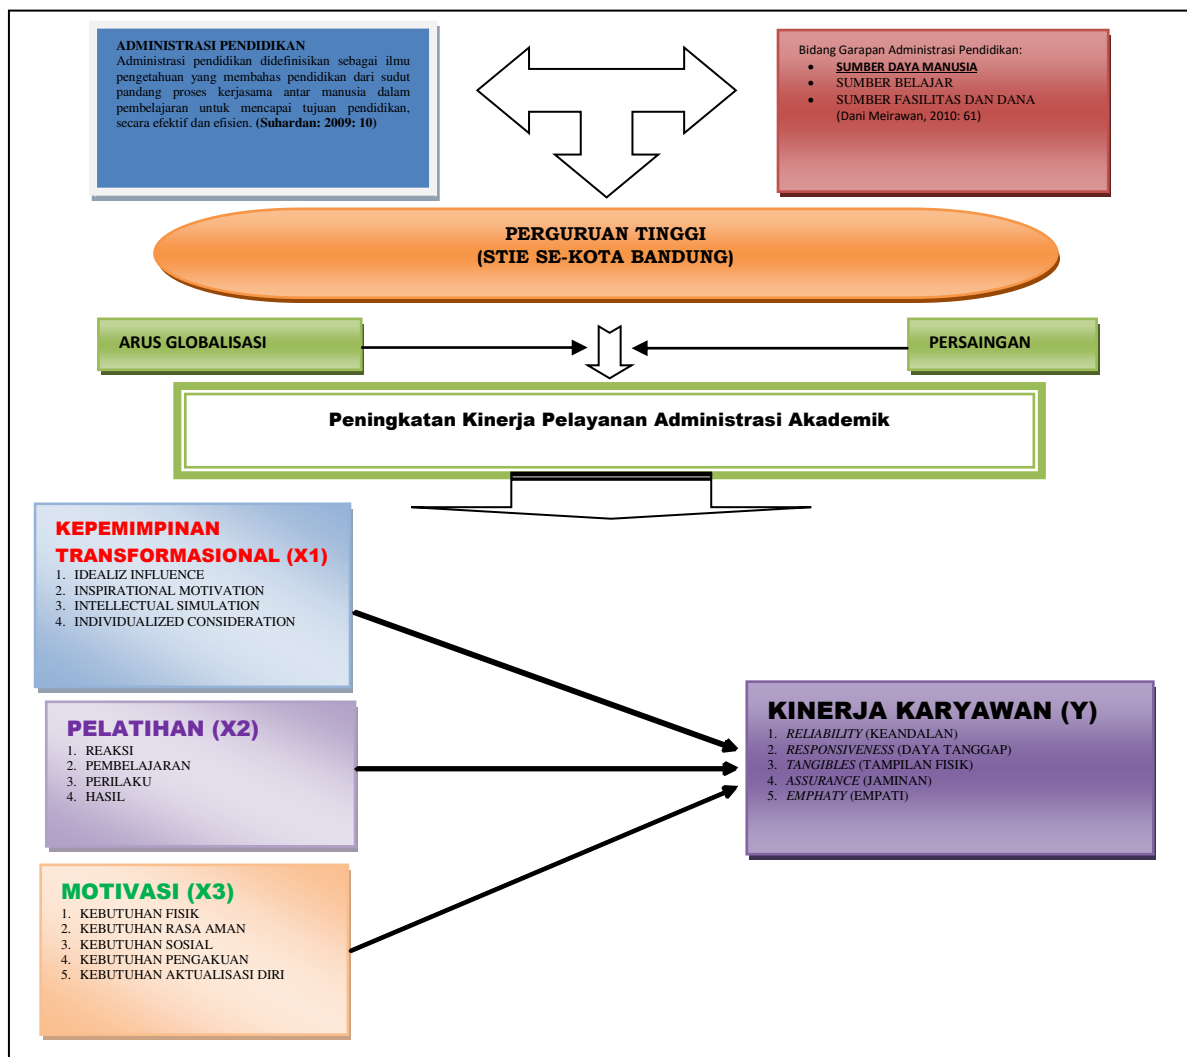 ADMINISTRASI PENDIDIKAN
Administrasi pendidikan didefinisikan sebagai ilmu
pengetahuan yang membahas pendidikan dari sudut
pandang proses kerjasama antar manusia dalam
pembelajaran untuk mencapai tujuan pendidikan,
secara efektif dan efisien. (Suhardan: 2009: 10)
Bidang Garapan Administrasi Pendidikan:
• SUMBER DAYA MANUSIA
• SUMBER BELAJAR
• SUMBER FASILITAS DAN DANA
(Dani Meirawan, 2010: 61)
PERGURUAN TINGGI
(STIE SE-KOTA BANDUNG)
ARUS GLOBALISASI
PERSAINGAN
Peningkatan Kinerja Pelayanan Administrasi Akademik
KEPEMIMPINAN
TRANSFORMASIONAL (X1)
1. IDEALIZ INFLUENCE
2. INSPIRATIONAL MOTIVATION
3. INTELLECTUAL SIMULATION
4. INDIVIDUALIZED CONSIDERATION
PELATIHAN (X2)
1. REAKSI
2. PEMBELAJARAN
3. PERILAKU
4. HASIL
MOTIVASI (X3)
1. KEBUTUHAN FISIK
2. KEBUTUHAN RASA AMAN
3. KEBUTUHAN SOSIAL
4. KEBUTUHAN PENGAKUAN
5. KEBUTUHAN AKTUALISASI DIRI
KINERJA KARYAWAN (Y)
1. RELIABILITY (KEANDALAN)
2. RESPONSIVENESS (DAYA TANGGAP)
3. TANGIBLES (TAMPILAN FISIK)
4. ASSURANCE (JAMINAN)
5. EMPHATY (EMPATI)